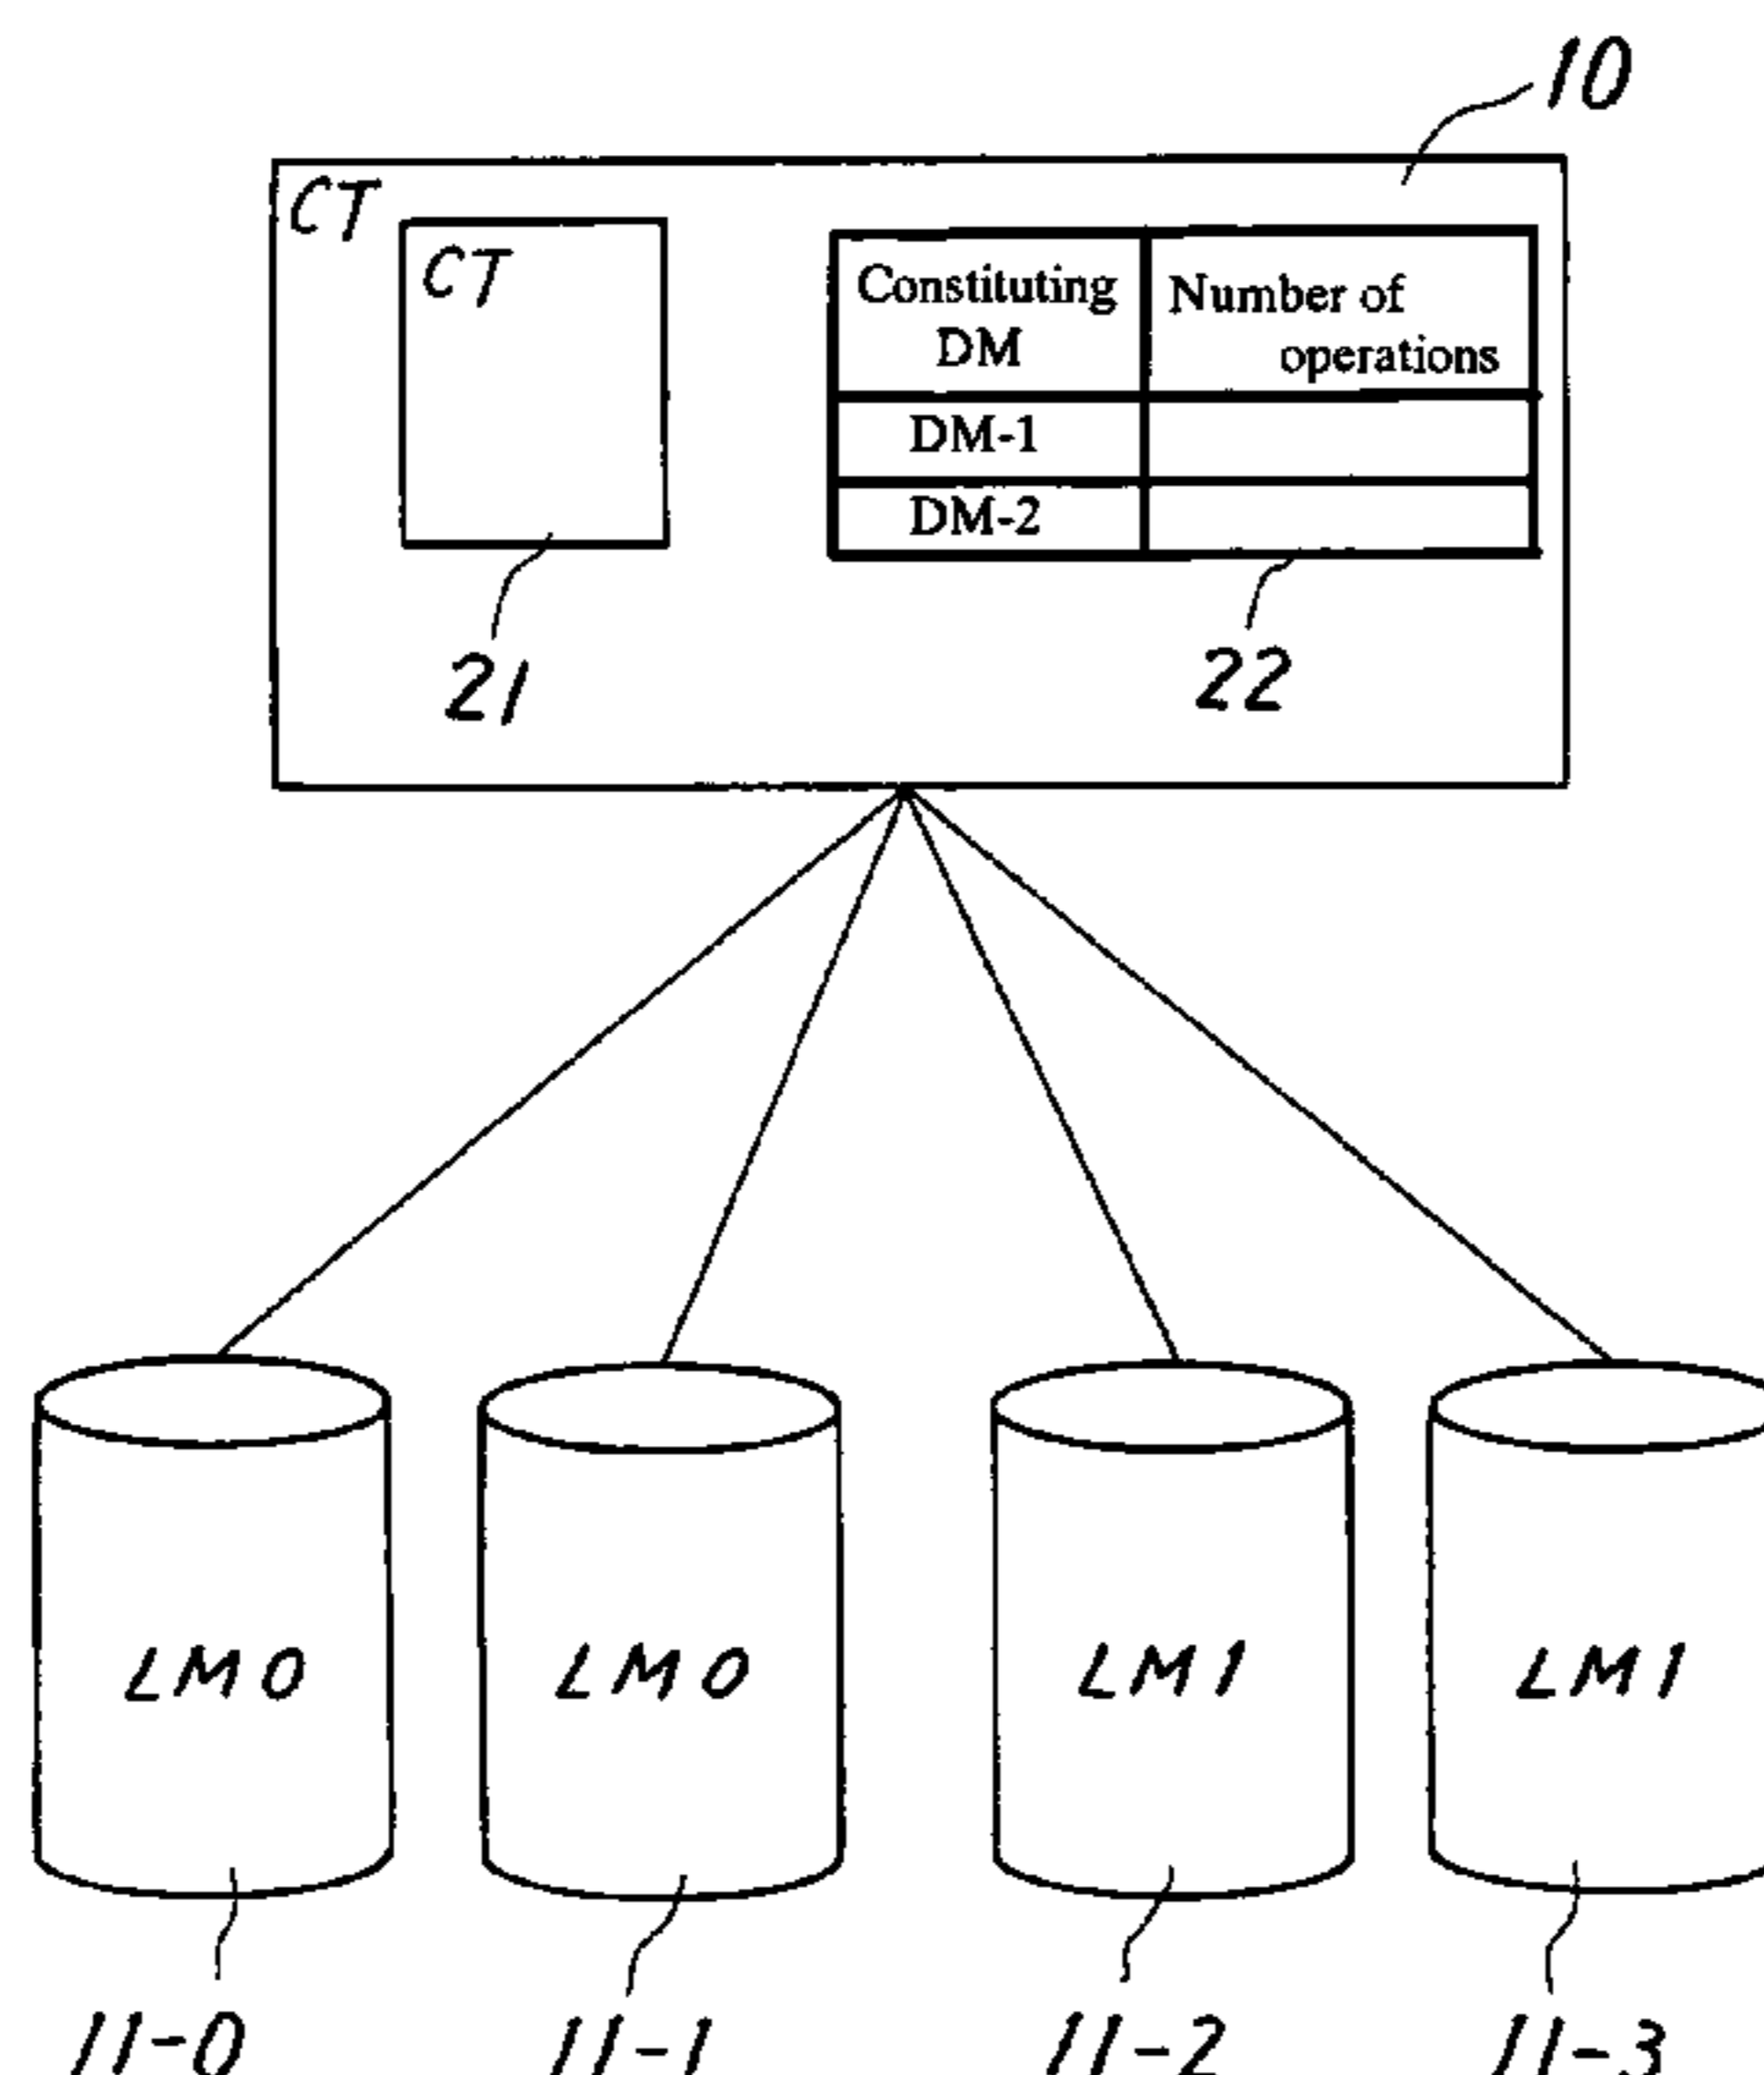 10
CT
CT
Constituting
DM
Number of
operations
DM-1
DM-2
21
22
LM0
LM0
LM1
LM1
11-0
11-1
11-2
11-3